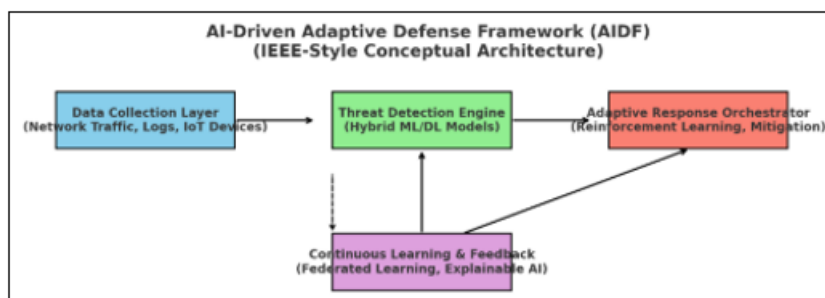 AI-Driven Adaptive Defense Framework (AIDF)
(IEEE-Style Conceptual Architecture)
Data Collection Layer
(Network Traffic, Logs, IoT Devices)
Threat Detection Engine
(Hybrid ML/DL Models)
Adaptive Response Orchestrator
(Reinforcement Learning, Mitigation)
Continuous Learning & Feedback
(Federated Learning, Explainable AI)